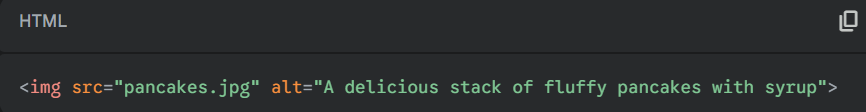 HTML
<img src="pancakes.jpg" alt="A delicious stack of fluffy pancakes with syrup">